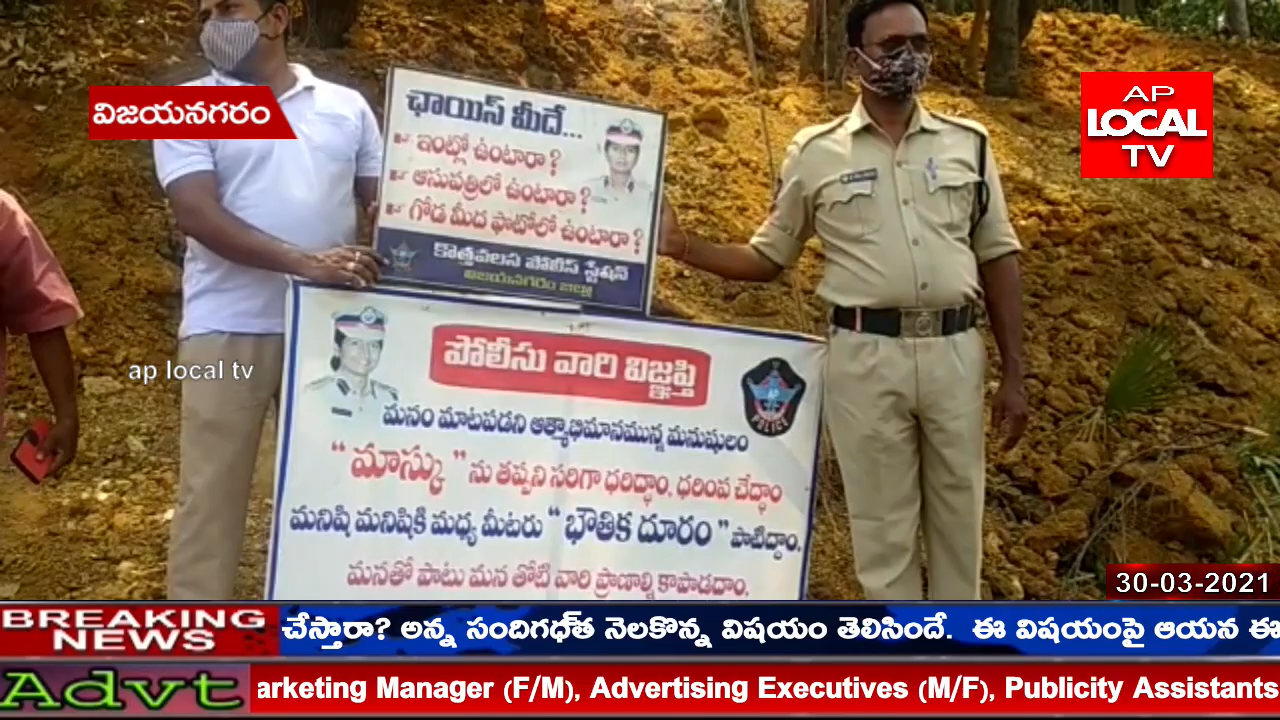 విజయనగరం
AP
LOCAL
TV
ఛాయిస్ మీదే...
ఇంట్లో ఉంటారా?
ఆసుపత్రిలో ఉంటారా?
గోడ మీద ఫొటోలో ఉంటారా?
కొత్తవలస పోలీస్ స్టేషన్
విజయనగరం జిల్లా
ap local tv
పోలీసు వారి విజ్ఞప్తి
POLICE
మనం మాటపడని ఆత్మాభిమానమున్న మనుషులం
"మాస్కు" ను తప్పని సరిగా ధరిద్దాం, ధరింప చేద్దాం
మనిషి మనిషికి మధ్య మీటరు "భౌతిక దూరం" పాటిద్దాం,
మనతో పాటు మన తోటి వారి ప్రాణాల్ని కాపాడదాం,
30-03-2021
BREAKING
NEWS
చేస్తారా? అన్న సందిగధ్త నెలకొన్న విషయం తెలిసిందే. ఈ విషయంపై ఆయన ఈ
Advt
arketing Manager (F/M), Advertising Executives (M/F), Publicity Assistants